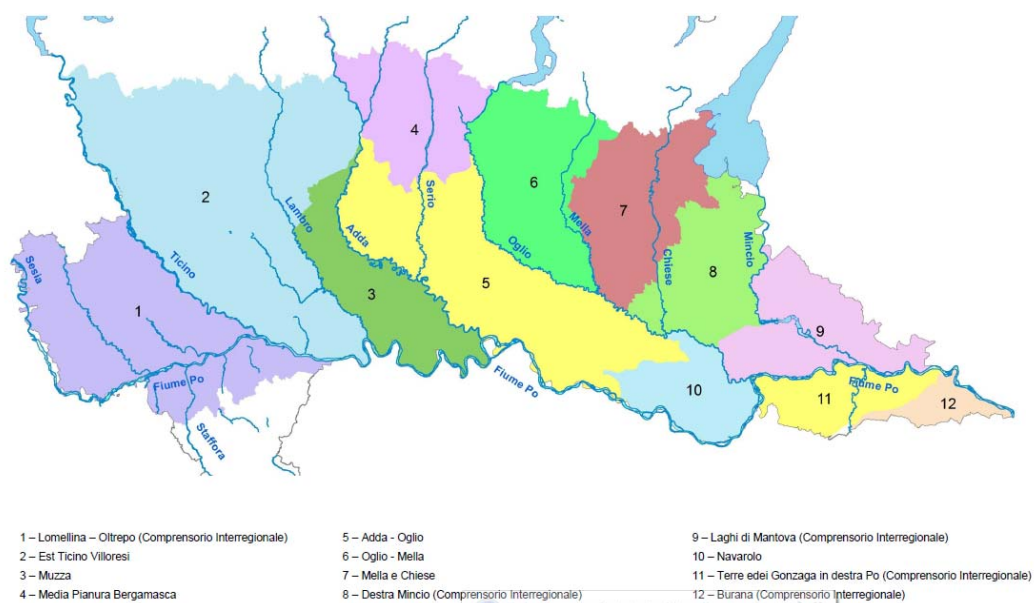 4
2
6
Serio
Mella
7
Lambro
Adda
Sesia
Ticino
Oglio
Chiese
Mincio
8
1
3
5
9
Fiume Po
Fiume Po
Fiume Po
10
11
12
Staffora
1 – Lomellina – Oltrepo (Comprensorio Interregionale)
2 – Est Ticino Villoresi
3 – Muzza
4 – Media Pianura Bergamasca
5 – Adda - Oglio
6 – Oglio - Mella
7 – Mella e Chiese
8 – Destra Mincio (Comprensorio Interregionale)
9 – Laghi di Mantova (Comprensorio Interregionale)
10 – Navarolo
11 – Terre edei Gonzaga in destra Po (Comprensorio Interregionale)
12 – Burana (Comprensorio Interregionale)